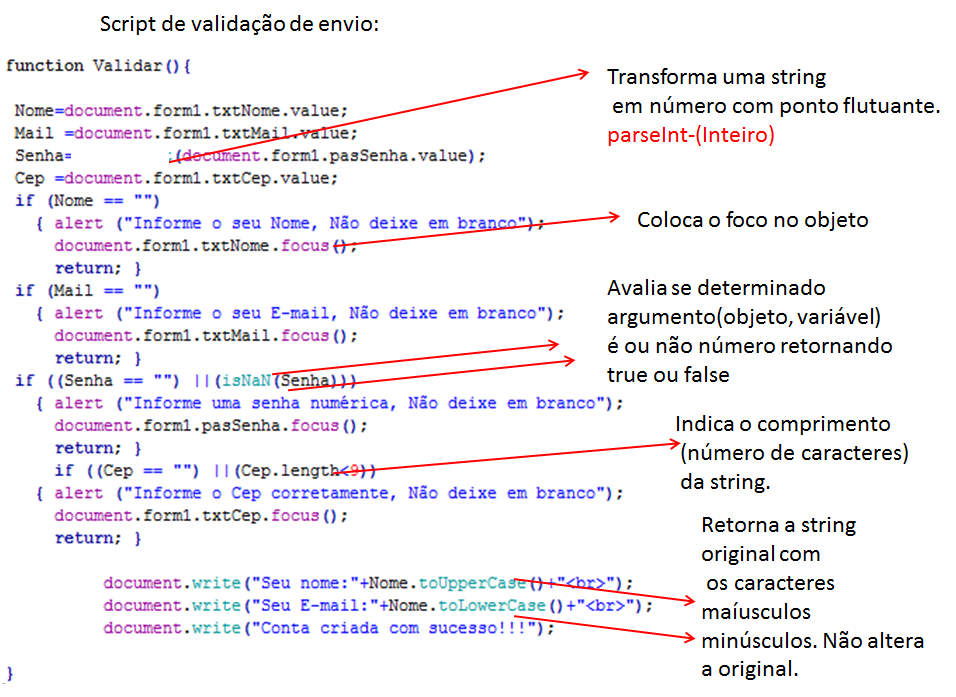 Script de validação de envio:
function Validar(){
Nome=document.form1.txtNome.value;
Mail =document.form1.txtMail.value;
Senha= (document.form1.pasSenha.value);
Cep =document.form1.txtCep.value;
if (Nome == "")
{ alert ("Informe o seu Nome, Não deixe em branco");
document.form1.txtNome.focus();
return; }
if (Mail == "")
{ alert ("Informe o seu E-mail, Não deixe em branco");
document.form1.txtMail.focus();
return; }
if ((Senha == "") ||(isNaN(Senha)))
{ alert ("Informe uma senha numérica, Não deixe em branco");
document.form1.pasSenha.focus();
return; }
if ((Cep == "") ||(Cep.length<9))
{ alert ("Informe o Cep corretamente, Não deixe em branco");
document.form1.txtCep.focus();
return; }
document.write("Seu nome:"+Nome.toUpperCase()+"<br>");
document.write("Seu E-mail:"+Nome.toLowerCase()+"<br>");
document.write("Conta criada com sucesso!!!");
}
Transforma uma string
em número com ponto flutuante.
parseInt-(Inteiro)
Coloca o foco no objeto
Avalia se determinado
argumento(objeto, variável)
é ou não número retornando
true ou false
Indica o comprimento
(número de caracteres)
da string.
Retorna a string
original com
os caracteres
maíusculos
minúsculos. Não altera
a original.